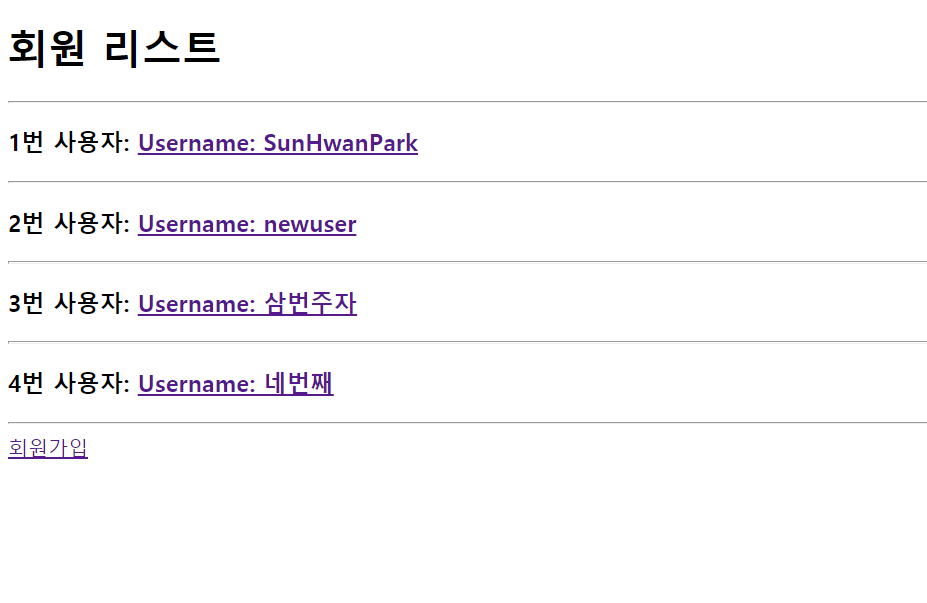 회원 리스트
1번 사용자: Username: SunHwanPark
2번 사용자: Username: newuser
3번 사용자: Username: 삼번주자
4번 사용자: Username: 네번째
회원가입